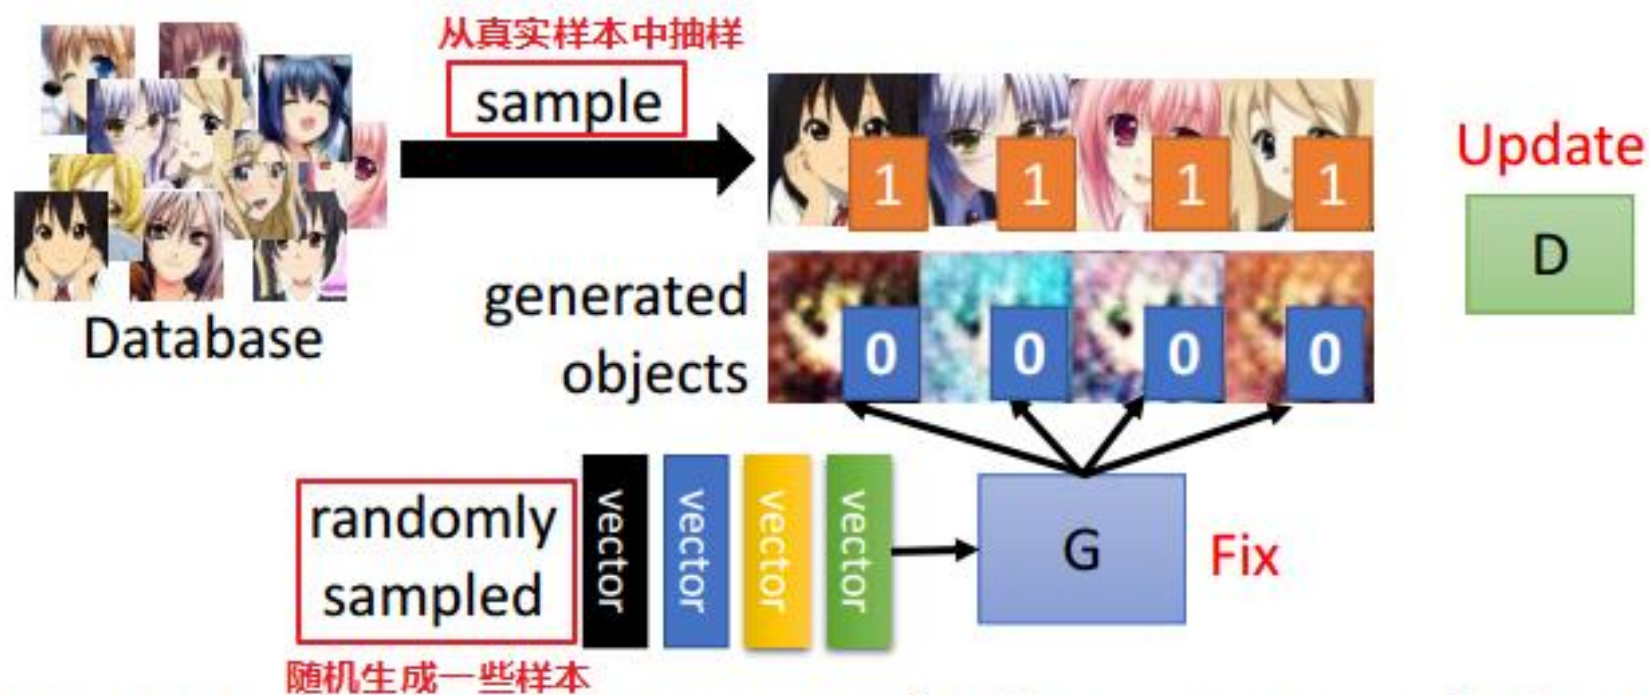 从真实样本中抽样
sample
1 1 1 1
Update
D
Database
generated
objects
0 0 0 0
randomly
sampled
vector
vector
vector
vector
G
Fix
随机生成一些样本